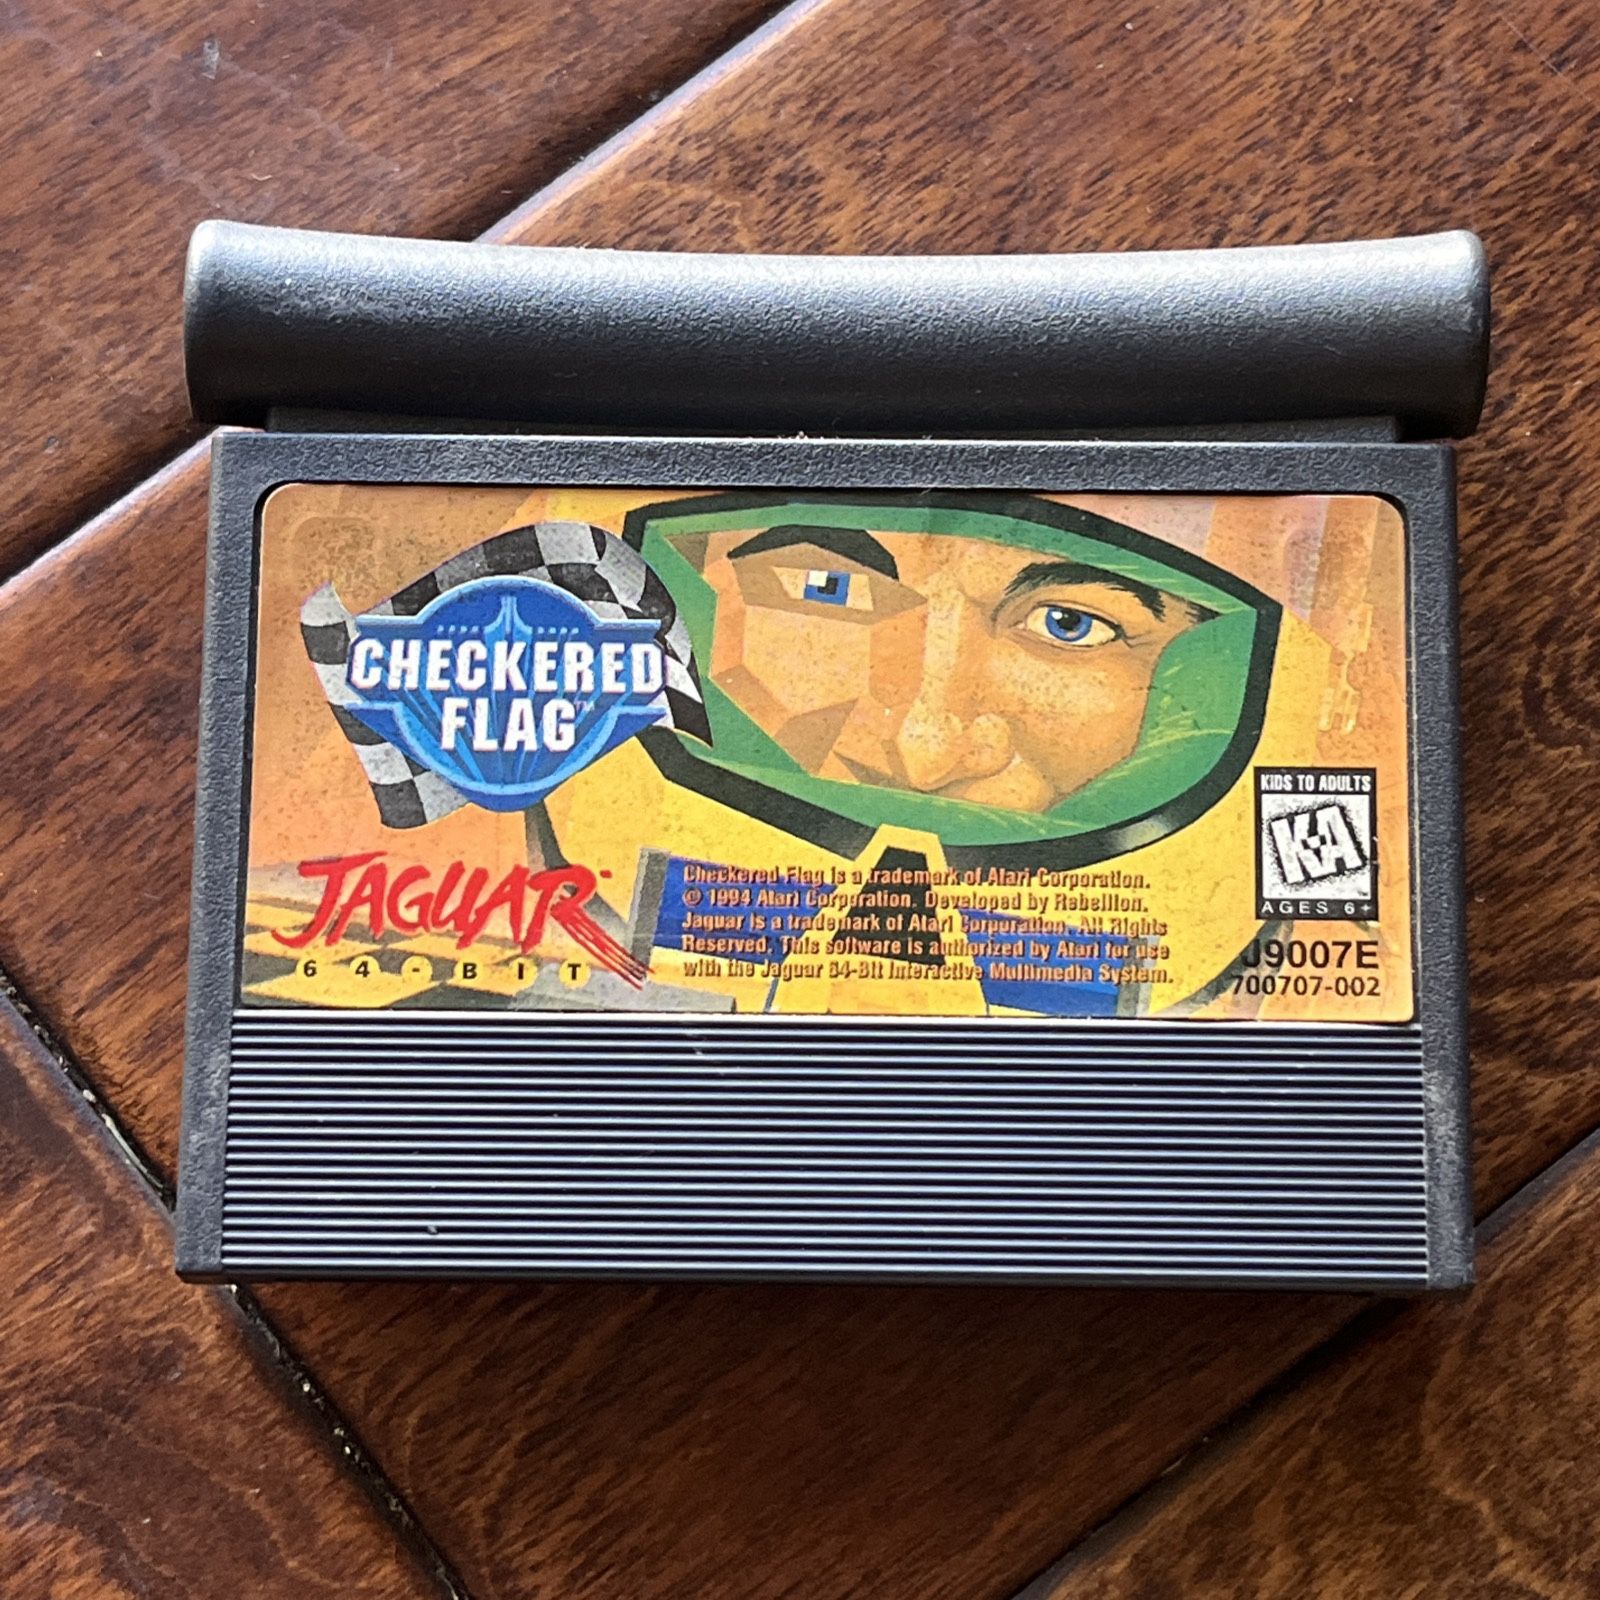 CHECKERED
FLAG™
JAGUAR
64-BIT
Checkered Flag is a trademark of Atari Corporation.
© 1994 Atari Corporation. Developed by Rebellion.
Jaguar is a trademark of Atari Corporation. All Rights
Reserved. This software is authorized by Atari for use
with the Jaguar 64-Bit Interactive Multimedia System.
KIDS TO ADULTS
K-A
AGES 6+
J9007E
700707-002